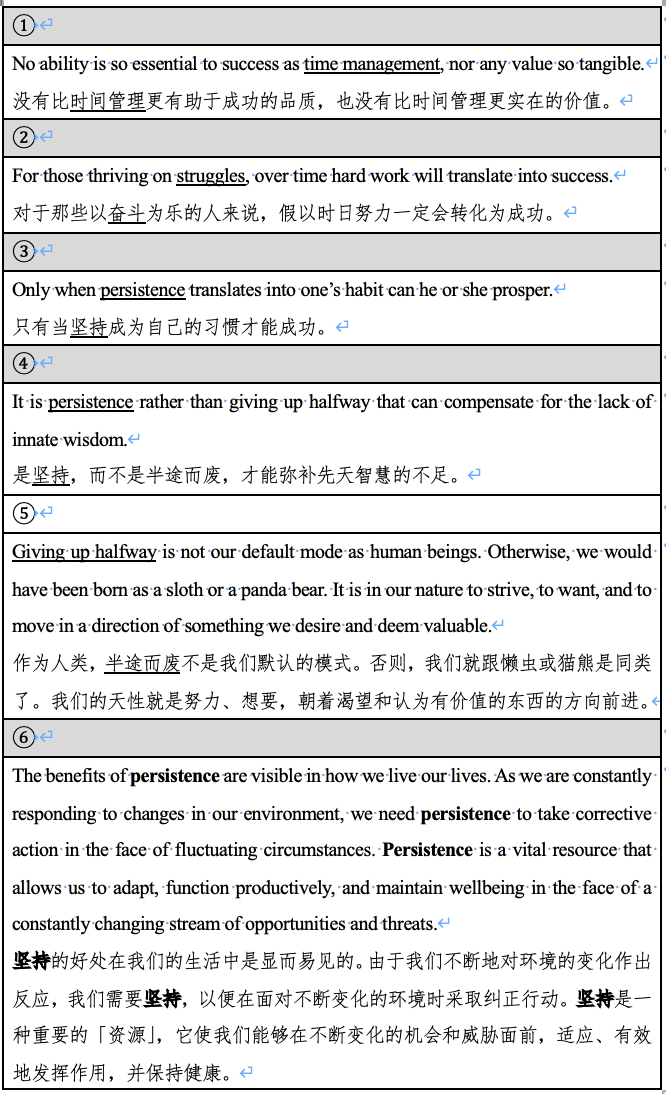 ①
No ability is so essential to success as time management, nor any value so tangible.
没有比时间管理更有助于成功的品质，也没有比时间管理更实在的价值。
②
For those thriving on struggles, over time hard work will translate into success.
对于那些以奋斗为乐的人来说，假以时日努力一定会转化为成功。
③
Only when persistence translates into one’s habit can he or she prosper.
只有当坚持成为自己的习惯才能成功。
④
It is persistence rather than giving up halfway that can compensate for the lack of
innate wisdom.
是坚持，而不是半途而废，才能弥补先天智慧的不足。
⑤
Giving up halfway is not our default mode as human beings. Otherwise, we would
have been born as a sloth or a panda bear. It is in our nature to strive, to want, and to
move in a direction of something we desire and deem valuable.
作为人类，半途而废不是我们默认的模式。否则，我们就跟懒虫或猫熊是同类
了。我们的天性就是努力、想要，朝着渴望和认为有价值的东西的方向前进。
⑥
The benefits of persistence are visible in how we live our lives. As we are constantly
responding to changes in our environment, we need persistence to take corrective
action in the face of fluctuating circumstances. Persistence is a vital resource that
allows us to adapt, function productively, and maintain wellbeing in the face of a
constantly changing stream of opportunities and threats.
坚持的好处在我们的生活中是显而易见的。由于我们不断地对环境的变化作出
反应，我们需要坚持，以便在面对不断变化的环境时采取纠正行动。坚持是一
种重要的「资源」，它使我们能够在不断变化的机会和威胁面前，适应、有效
地发挥作用，并保持健康。